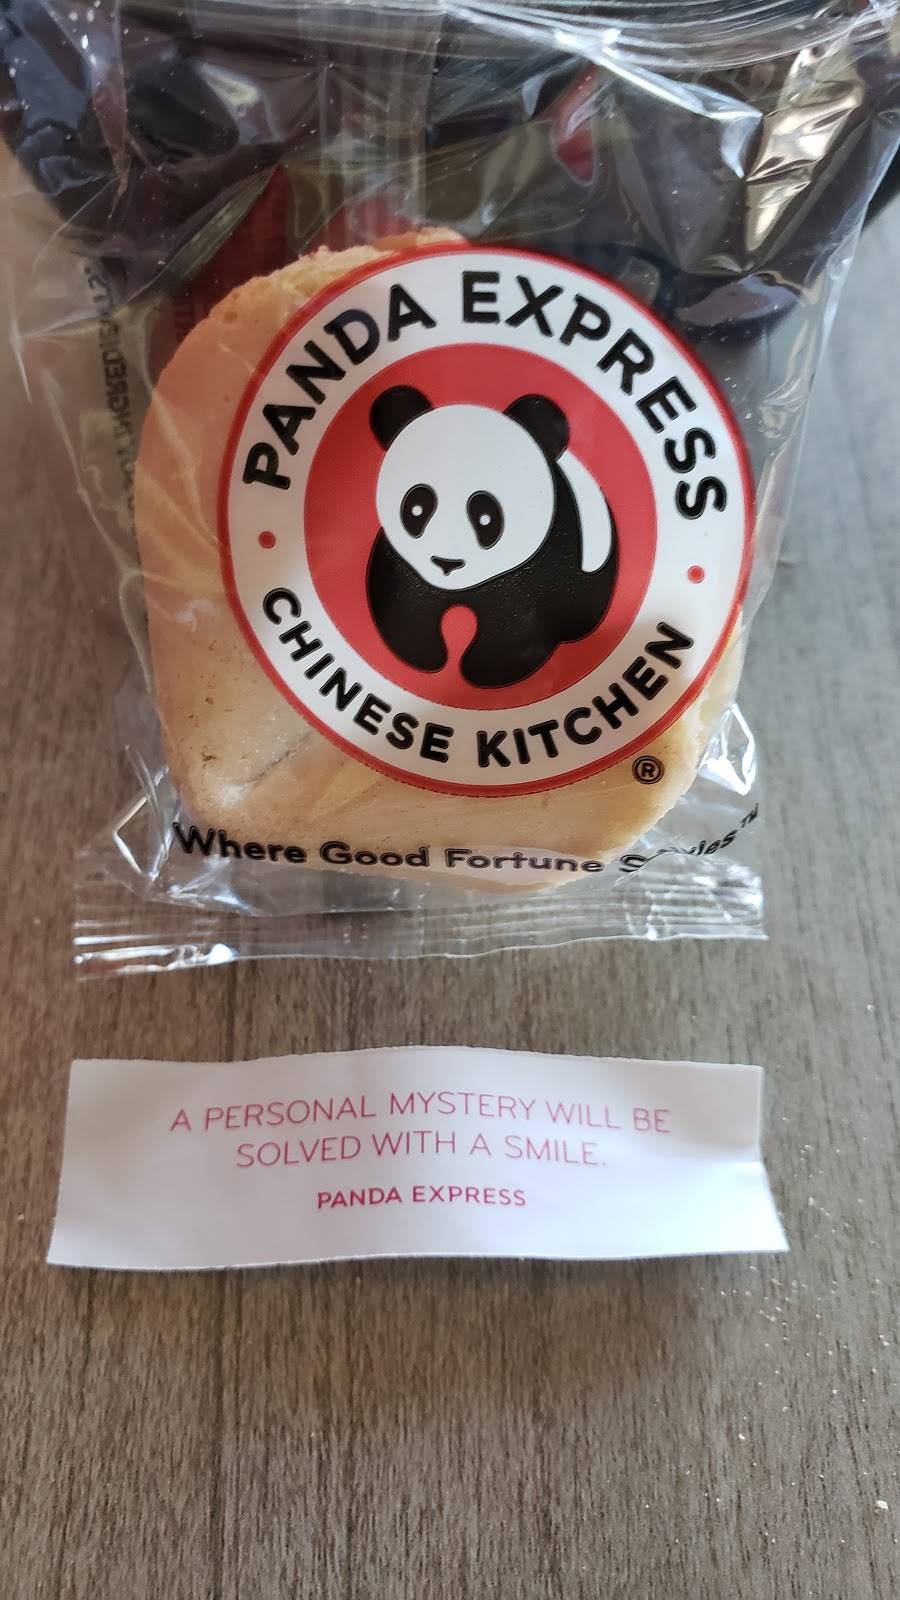 PANDA EXPRESS
CHINESE KITCHEN
®
Where Good Fortune
A PERSONAL MYSTERY WILL BE
SOLVED WITH A SMILE.
PANDA EXPRESS